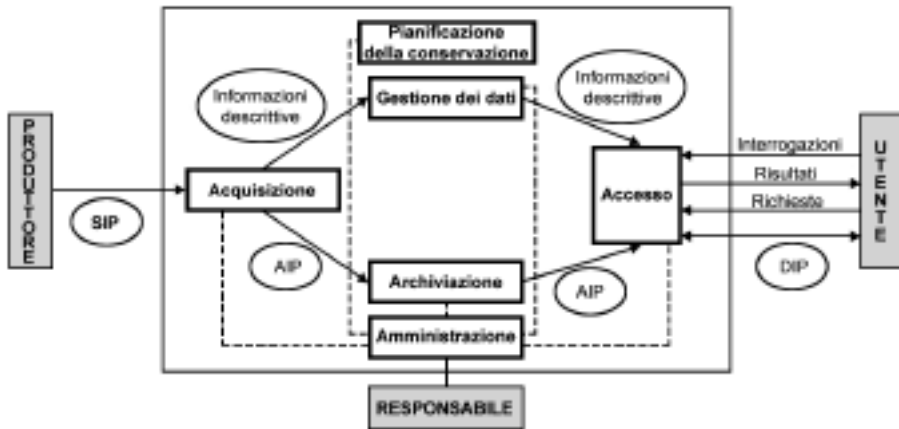 Pianificazione
della conservazione
Informazioni
descrittive
Gestione dei dati
Informazioni
descrittive
PRODUTTORE
SIP
Acquisizione
AIP
Archiviazione
AIP
Amministrazione
Accesso
Interrogazioni
Risultati
Richieste
DIP
UTENTE
RESPONSABILE